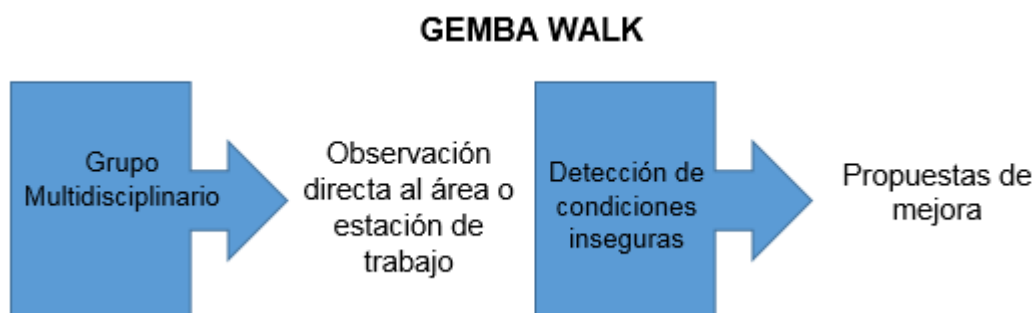 GEMBA WALK
Grupo
Multidisciplinario
Observación
directa al área o
estación de
trabajo
Detección de
condiciones
inseguras
Propuestas de
mejora